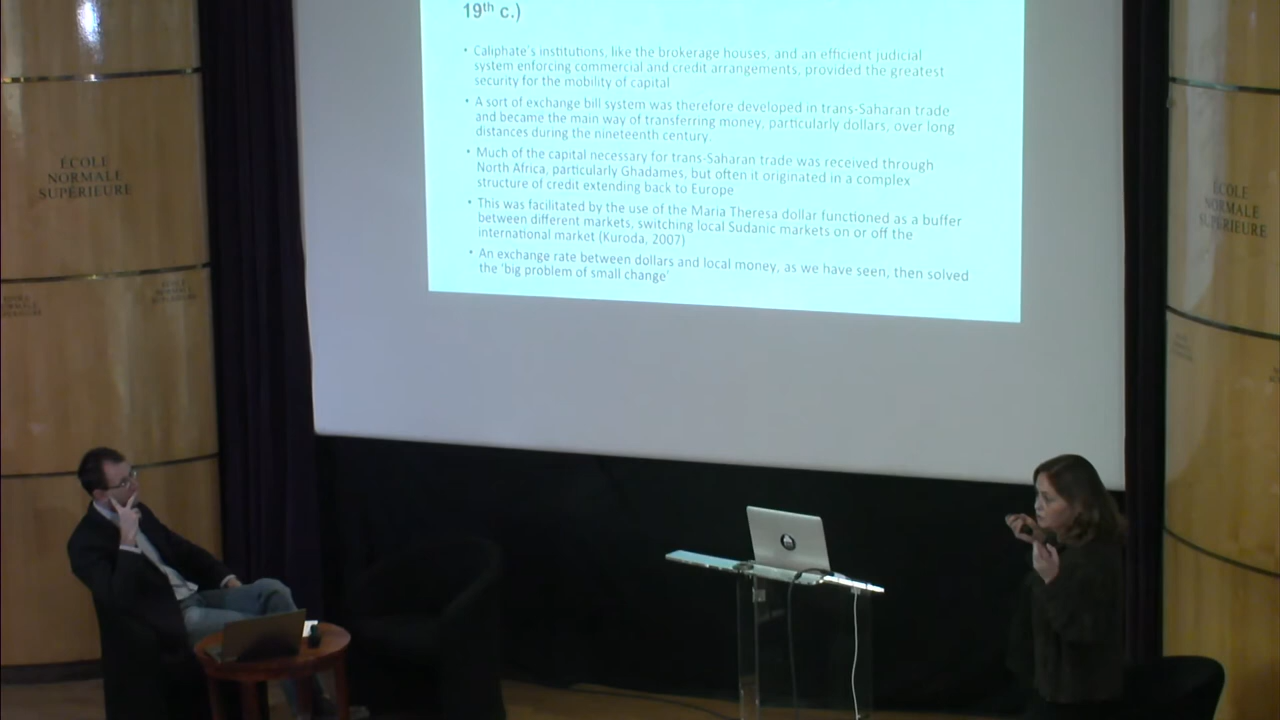 19th c.)
• Caliphate's institutions, like the brokerage houses, and an efficient judicial
system enforcing commercial and credit arrangements, provided the greatest
security for the mobility of capital
• A sort of exchange bill system was therefore developed in trans-Saharan trade
and became the main way of transferring money, particularly dollars, over long
distances during the nineteenth century.
• Much of the capital necessary for trans-Saharan trade was received through
North Africa, particularly Ghadames, but often it originated in a complex
structure of credit extending back to Europe
• This was facilitated by the use of the Maria Theresa dollar functioned as a buffer
between different markets, switching local Sudanic markets on or off the
international market (Kuroda, 2007)
• An exchange rate between dollars and local money, as we have seen, then solved
the 'big problem of small change'
ÉCOLE
NORMALE
SUPÉRIEURE
ÉCOLE
NORMALE
SUPÉRIEURE